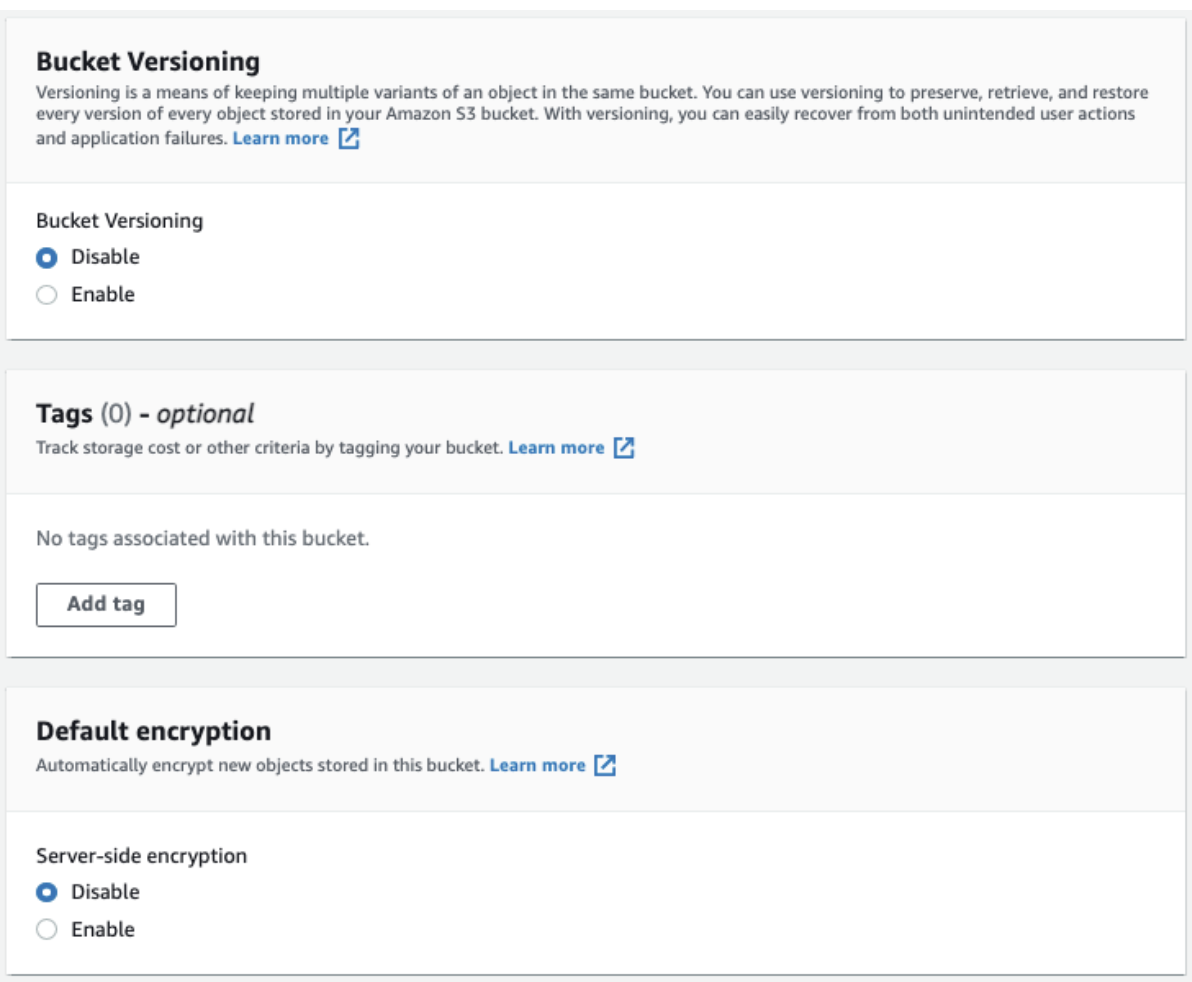 Bucket Versioning
Versioning is a means of keeping multiple variants of an object in the same bucket. You can use versioning to preserve, retrieve, and restore
every version of every object stored in your Amazon S3 bucket. With versioning, you can easily recover from both unintended user actions
and application failures. Learn more
Bucket Versioning
Disable
Enable
Tags (0) - optional
Track storage cost or other criteria by tagging your bucket. Learn more
No tags associated with this bucket.
Add tag
Default encryption
Automatically encrypt new objects stored in this bucket. Learn more
Server-side encryption
Disable
Enable